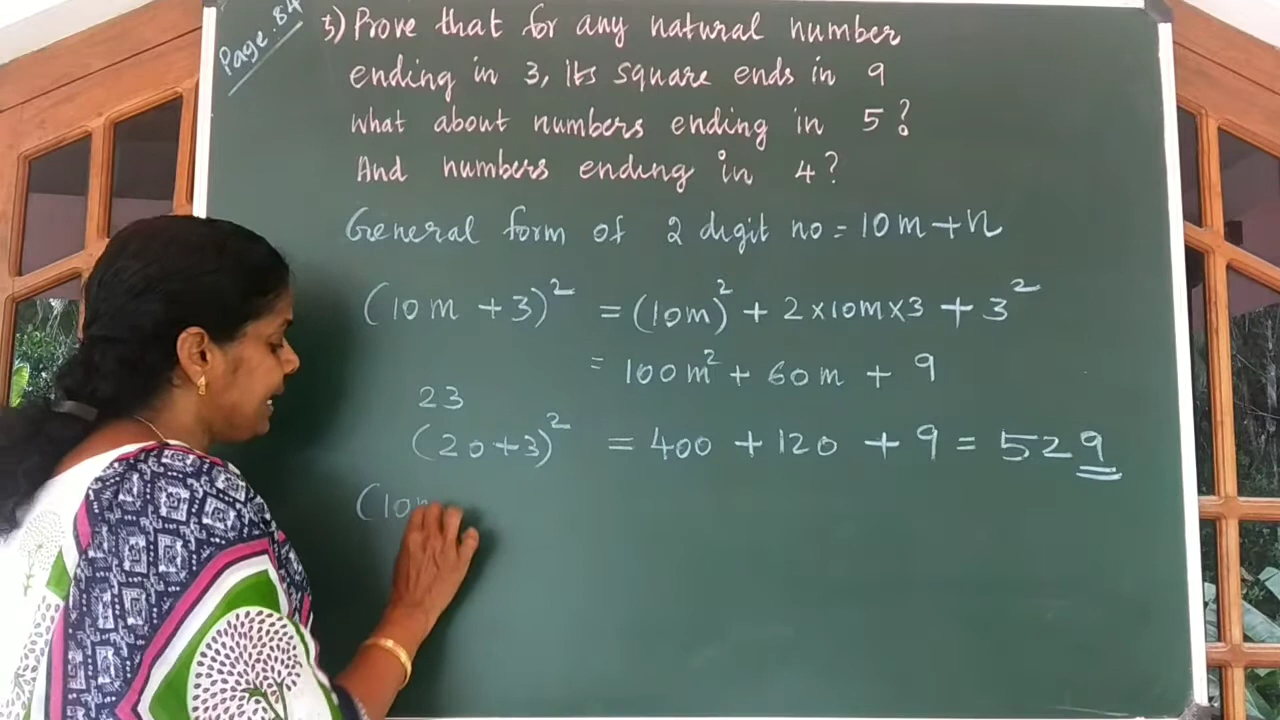 Page. 84
5) Prove that for any natural number
ending in 3, its square ends in 9
What about numbers ending in 5?
And numbers ending in 4?
General form of 2 digit no = 10m + n
(10m + 3)² = (10m)² + 2×10m×3 + 3²
= 100m² + 60m + 9
23
(20+3)² = 400 + 120 + 9 = 529
(10